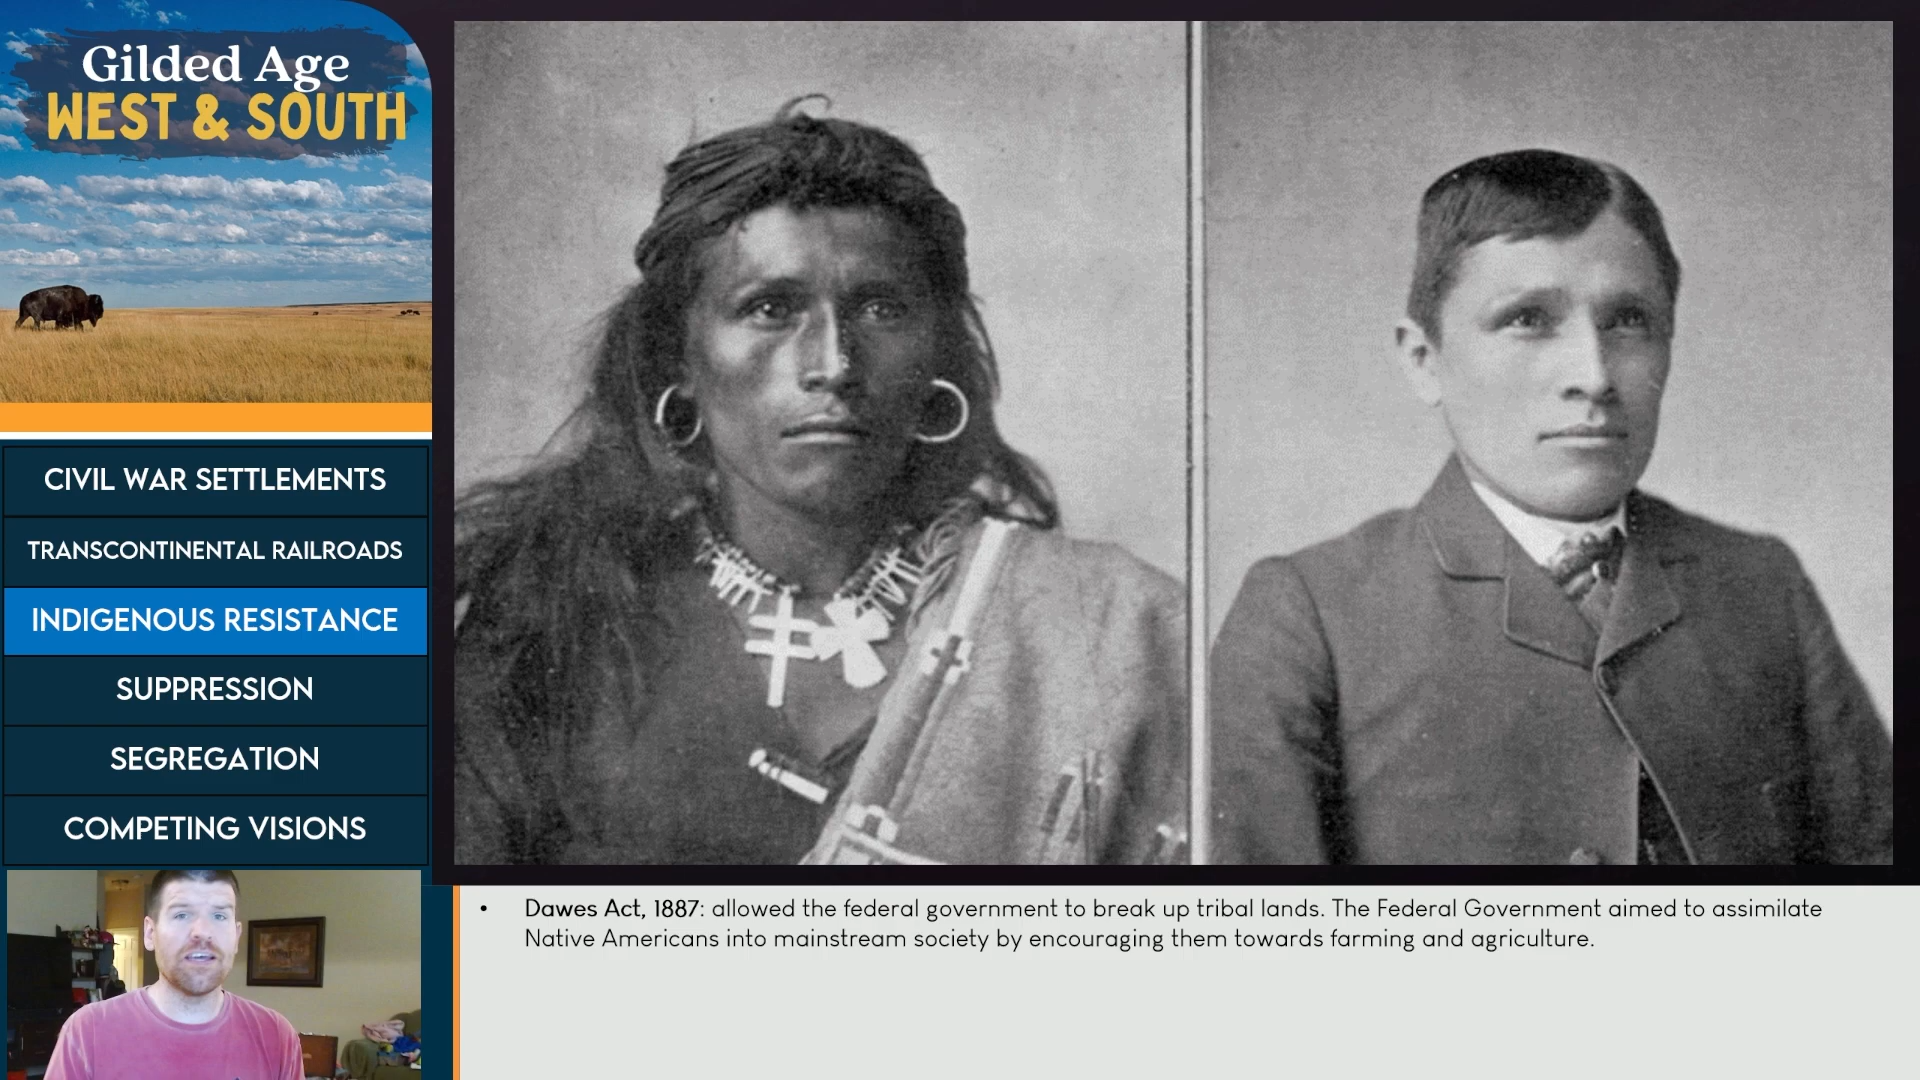 Gilded Age
WEST & SOUTH
CIVIL WAR SETTLEMENTS
TRANSCONTINENTAL RAILROADS
INDIGENOUS RESISTANCE
SUPPRESSION
SEGREGATION
COMPETING VISIONS
• Dawes Act, 1887: allowed the federal government to break up tribal lands. The Federal Government aimed to assimilate
Native Americans into mainstream society by encouraging them towards farming and agriculture.